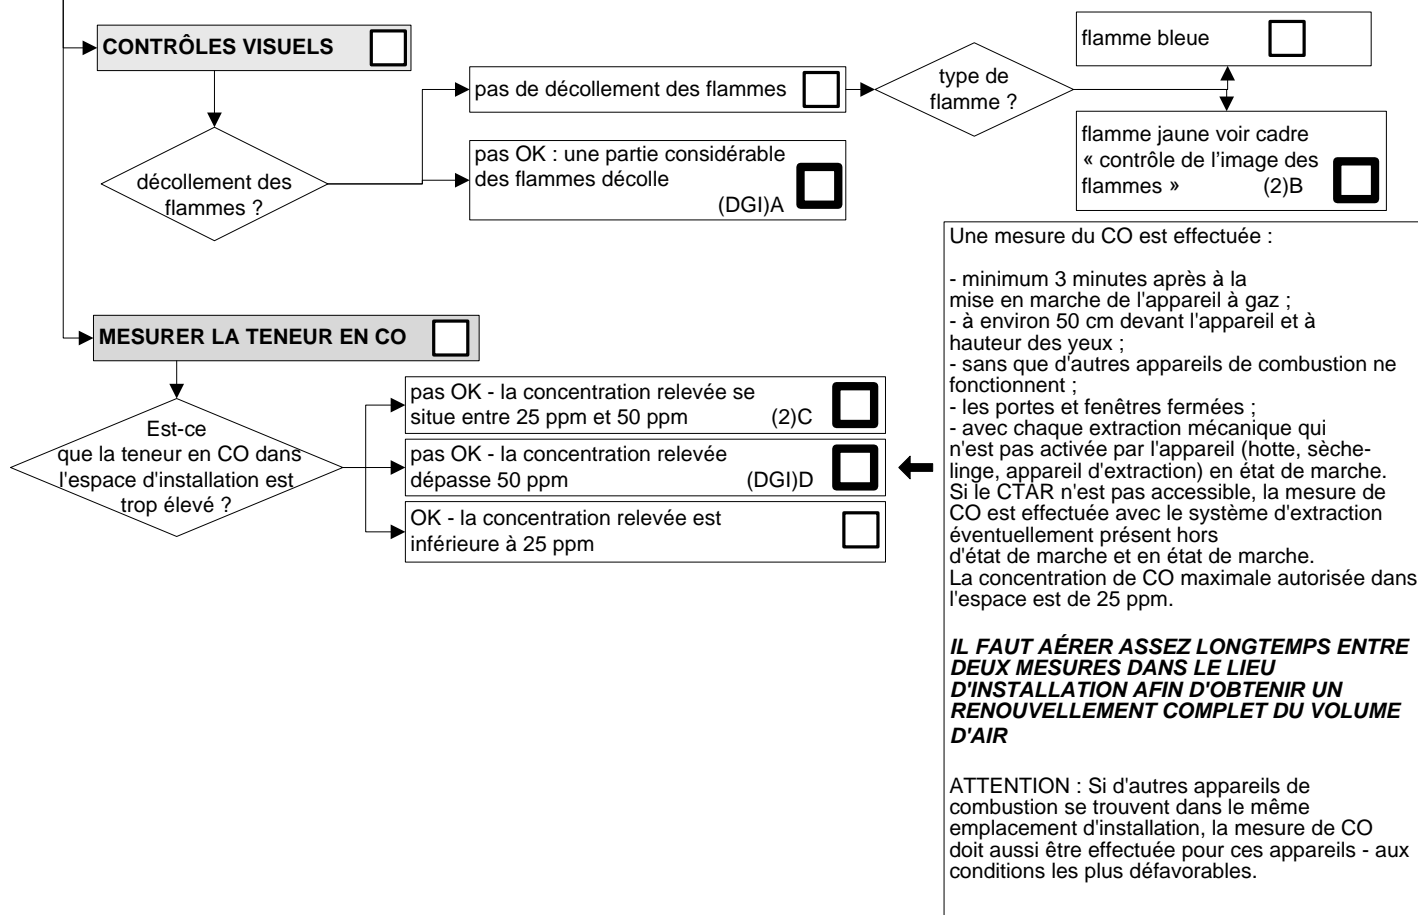 CONTRÔLES VISUELS
décollement des
flammes ?
pas de décollement des flammes
pas OK : une partie considérable
des flammes décolle
(DGI)A
type de
flamme ?
flamme bleue
flamme jaune voir cadre
« contrôle de l'image des
flammes » (2)B
MESURER LA TENEUR EN CO
Est-ce
que la teneur en CO dans
l'espace d'installation est
trop élevé ?
pas OK - la concentration relevée se
situe entre 25 ppm et 50 ppm (2)C
pas OK - la concentration relevée
dépasse 50 ppm (DGI)D
OK - la concentration relevée est
inférieure à 25 ppm
Une mesure du CO est effectuée :
- minimum 3 minutes après à la
mise en marche de l'appareil à gaz ;
- à environ 50 cm devant l'appareil et à
hauteur des yeux ;
- sans que d'autres appareils de combustion ne
fonctionnent ;
- les portes et fenêtres fermées ;
- avec chaque extraction mécanique qui
n'est pas activée par l'appareil (hotte, sèche-
linge, appareil d'extraction) en état de marche.
Si le CTAR n'est pas accessible, la mesure de
CO est effectuée avec le système d'extraction
éventuellement présent hors
d'état de marche et en état de marche.
La concentration de CO maximale autorisée dans
l'espace est de 25 ppm.
IL FAUT AÉRER ASSEZ LONGTEMPS ENTRE
DEUX MESURES DANS LE LIEU
D'INSTALLATION AFIN D'OBTENIR UN
RENOUVELLEMENT COMPLET DU VOLUME
D'AIR
ATTENTION : Si d'autres appareils de
combustion se trouvent dans le même
emplacement d'installation, la mesure de CO
doit aussi être effectuée pour ces appareils - aux
conditions les plus défavorables.